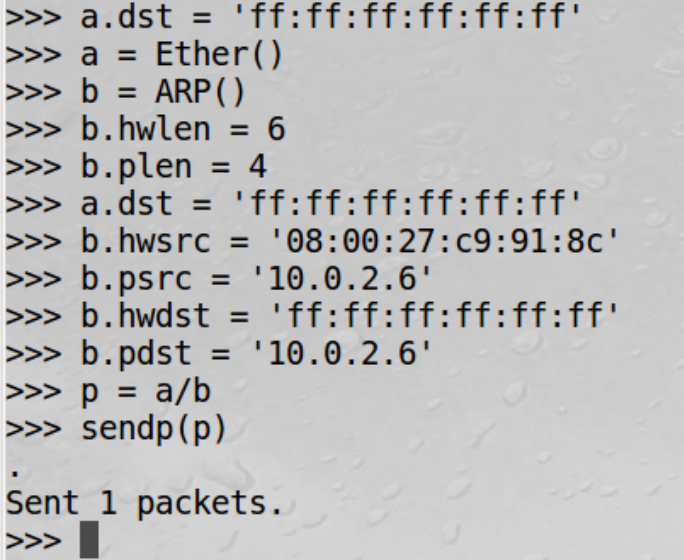 >>> a.dst = 'ff:ff:ff:ff:ff:ff'
>>> a = Ether()
>>> b = ARP()
>>> b.hwlen = 6
>>> b.plen = 4
>>> a.dst = 'ff:ff:ff:ff:ff:ff'
>>> b.hwsrc = '08:00:27:c9:91:8c'
>>> b.psrc = '10.0.2.6'
>>> b.hwdst = 'ff:ff:ff:ff:ff:ff'
>>> b.pdst = '10.0.2.6'
>>> p = a/b
>>> sendp(p)
.
Sent 1 packets.
>>>